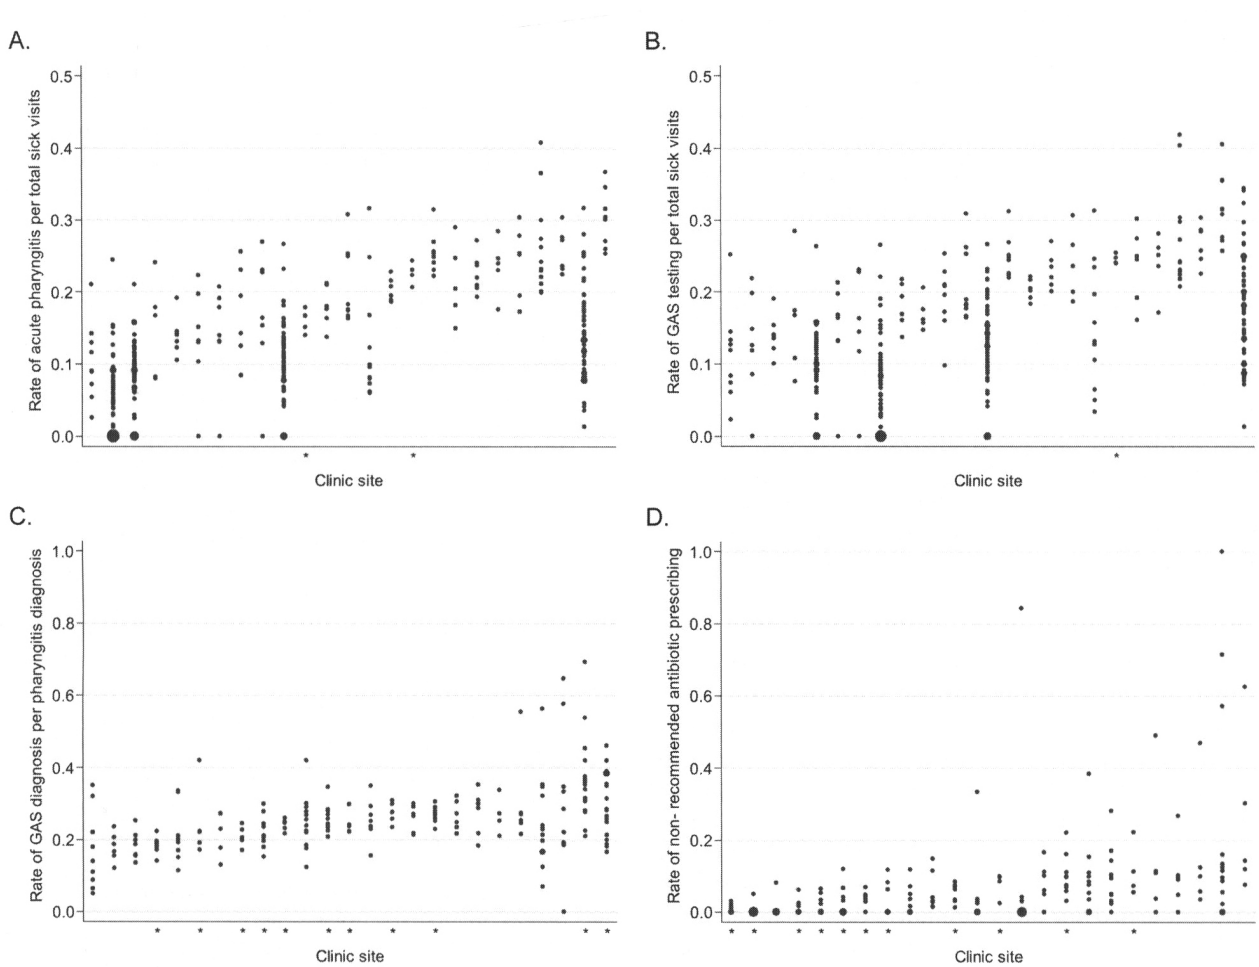 A.
Rate of acute pharyngitis per total sick visits
0.5
0.4
0.3
0.2
0.1
0.0
*
*
Clinic site
B.
Rate of GAS testing per total sick visits
0.5
0.4
0.3
0.2
0.1
0.0
*
Clinic site
C.
Rate of GAS diagnosis per pharyngitis diagnosis
1.0
0.8
0.6
0.4
0.2
0.0
* * * * * * * * * * *
Clinic site
D.
Rate of non- recommended antibiotic prescribing
1.0
0.8
0.6
0.4
0.2
0.0
* * * * * * * * * * * *
Clinic site